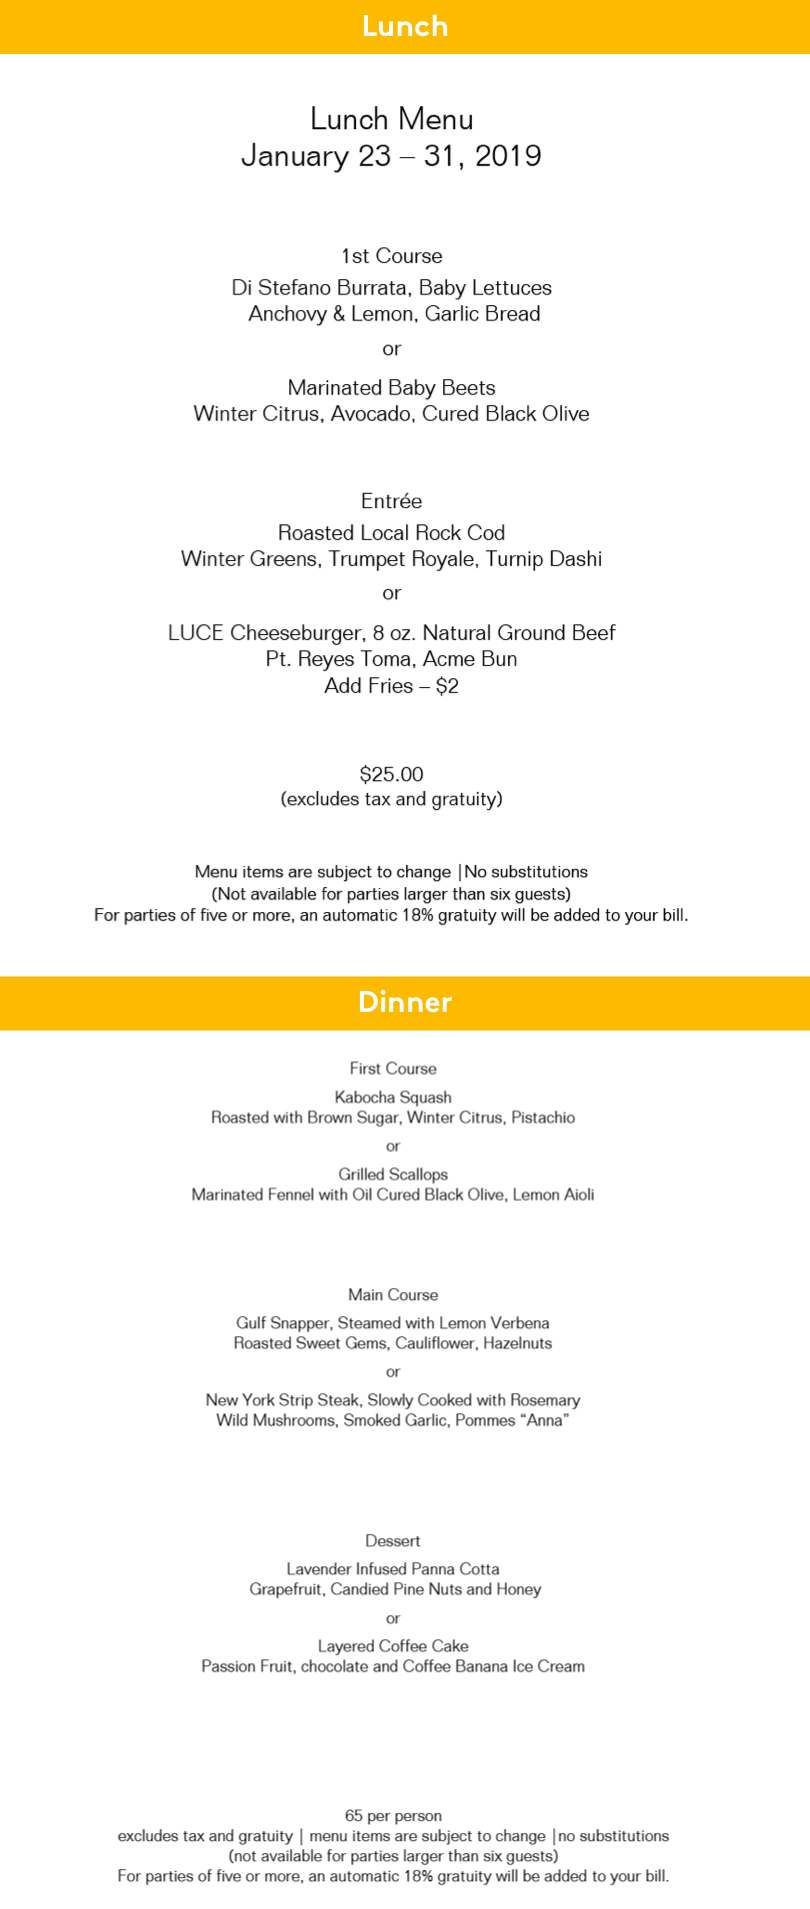 Lunch
Lunch Menu
January 23 – 31, 2019
1st Course
Di Stefano Burrata, Baby Lettuces
Anchovy & Lemon, Garlic Bread
or
Marinated Baby Beets
Winter Citrus, Avocado, Cured Black Olive
Entrée
Roasted Local Rock Cod
Winter Greens, Trumpet Royale, Turnip Dashi
or
LUCE Cheeseburger, 8 oz. Natural Ground Beef
Pt. Reyes Toma, Acme Bun
Add Fries – $2
$25.00
(excludes tax and gratuity)
Menu items are subject to change |No substitutions
(Not available for parties larger than six guests)
For parties of five or more, an automatic 18% gratuity will be added to your bill.
Dinner
First Course
Kabocha Squash
Roasted with Brown Sugar, Winter Citrus, Pistachio
or
Grilled Scallops
Marinated Fennel with Oil Cured Black Olive, Lemon Aioli
Main Course
Gulf Snapper, Steamed with Lemon Verbena
Roasted Sweet Gems, Cauliflower, Hazelnuts
or
New York Strip Steak, Slowly Cooked with Rosemary
Wild Mushrooms, Smoked Garlic, Pommes “Anna”
Dessert
Lavender Infused Panna Cotta
Grapefruit, Candied Pine Nuts and Honey
or
Layered Coffee Cake
Passion Fruit, chocolate and Coffee Banana Ice Cream
65 per person
excludes tax and gratuity | menu items are subject to change |no substitutions
(not available for parties larger than six guests)
For parties of five or more, an automatic 18% gratuity will be added to your bill.